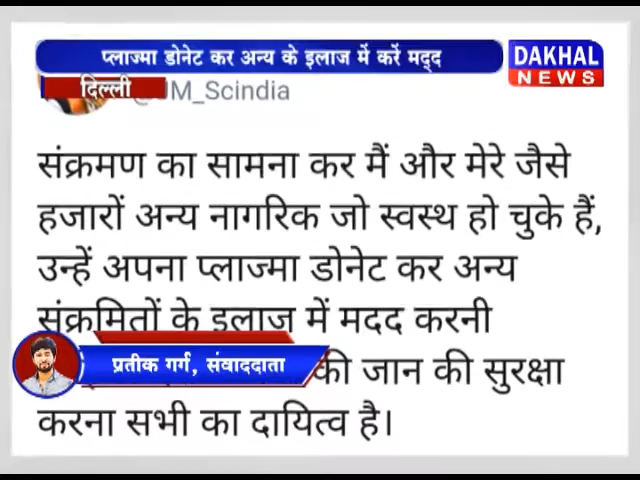 प्लाज्मा डोनेट कर अन्य के इलाज में करें मद्द
DAKHAL
NEWS
दिल्ली
M_Scindia
संक्रमण का सामना कर मैं और मेरे जैसे
हजारों अन्य नागरिक जो स्वस्थ हो चुके हैं,
उन्हें अपना प्लाज्मा डोनेट कर अन्य
संक्रमितों के इलाज में मदद करनी
प्रतीक गर्ग, संवाददाता
की जान की सुरक्षा
करना सभी का दायित्व है।